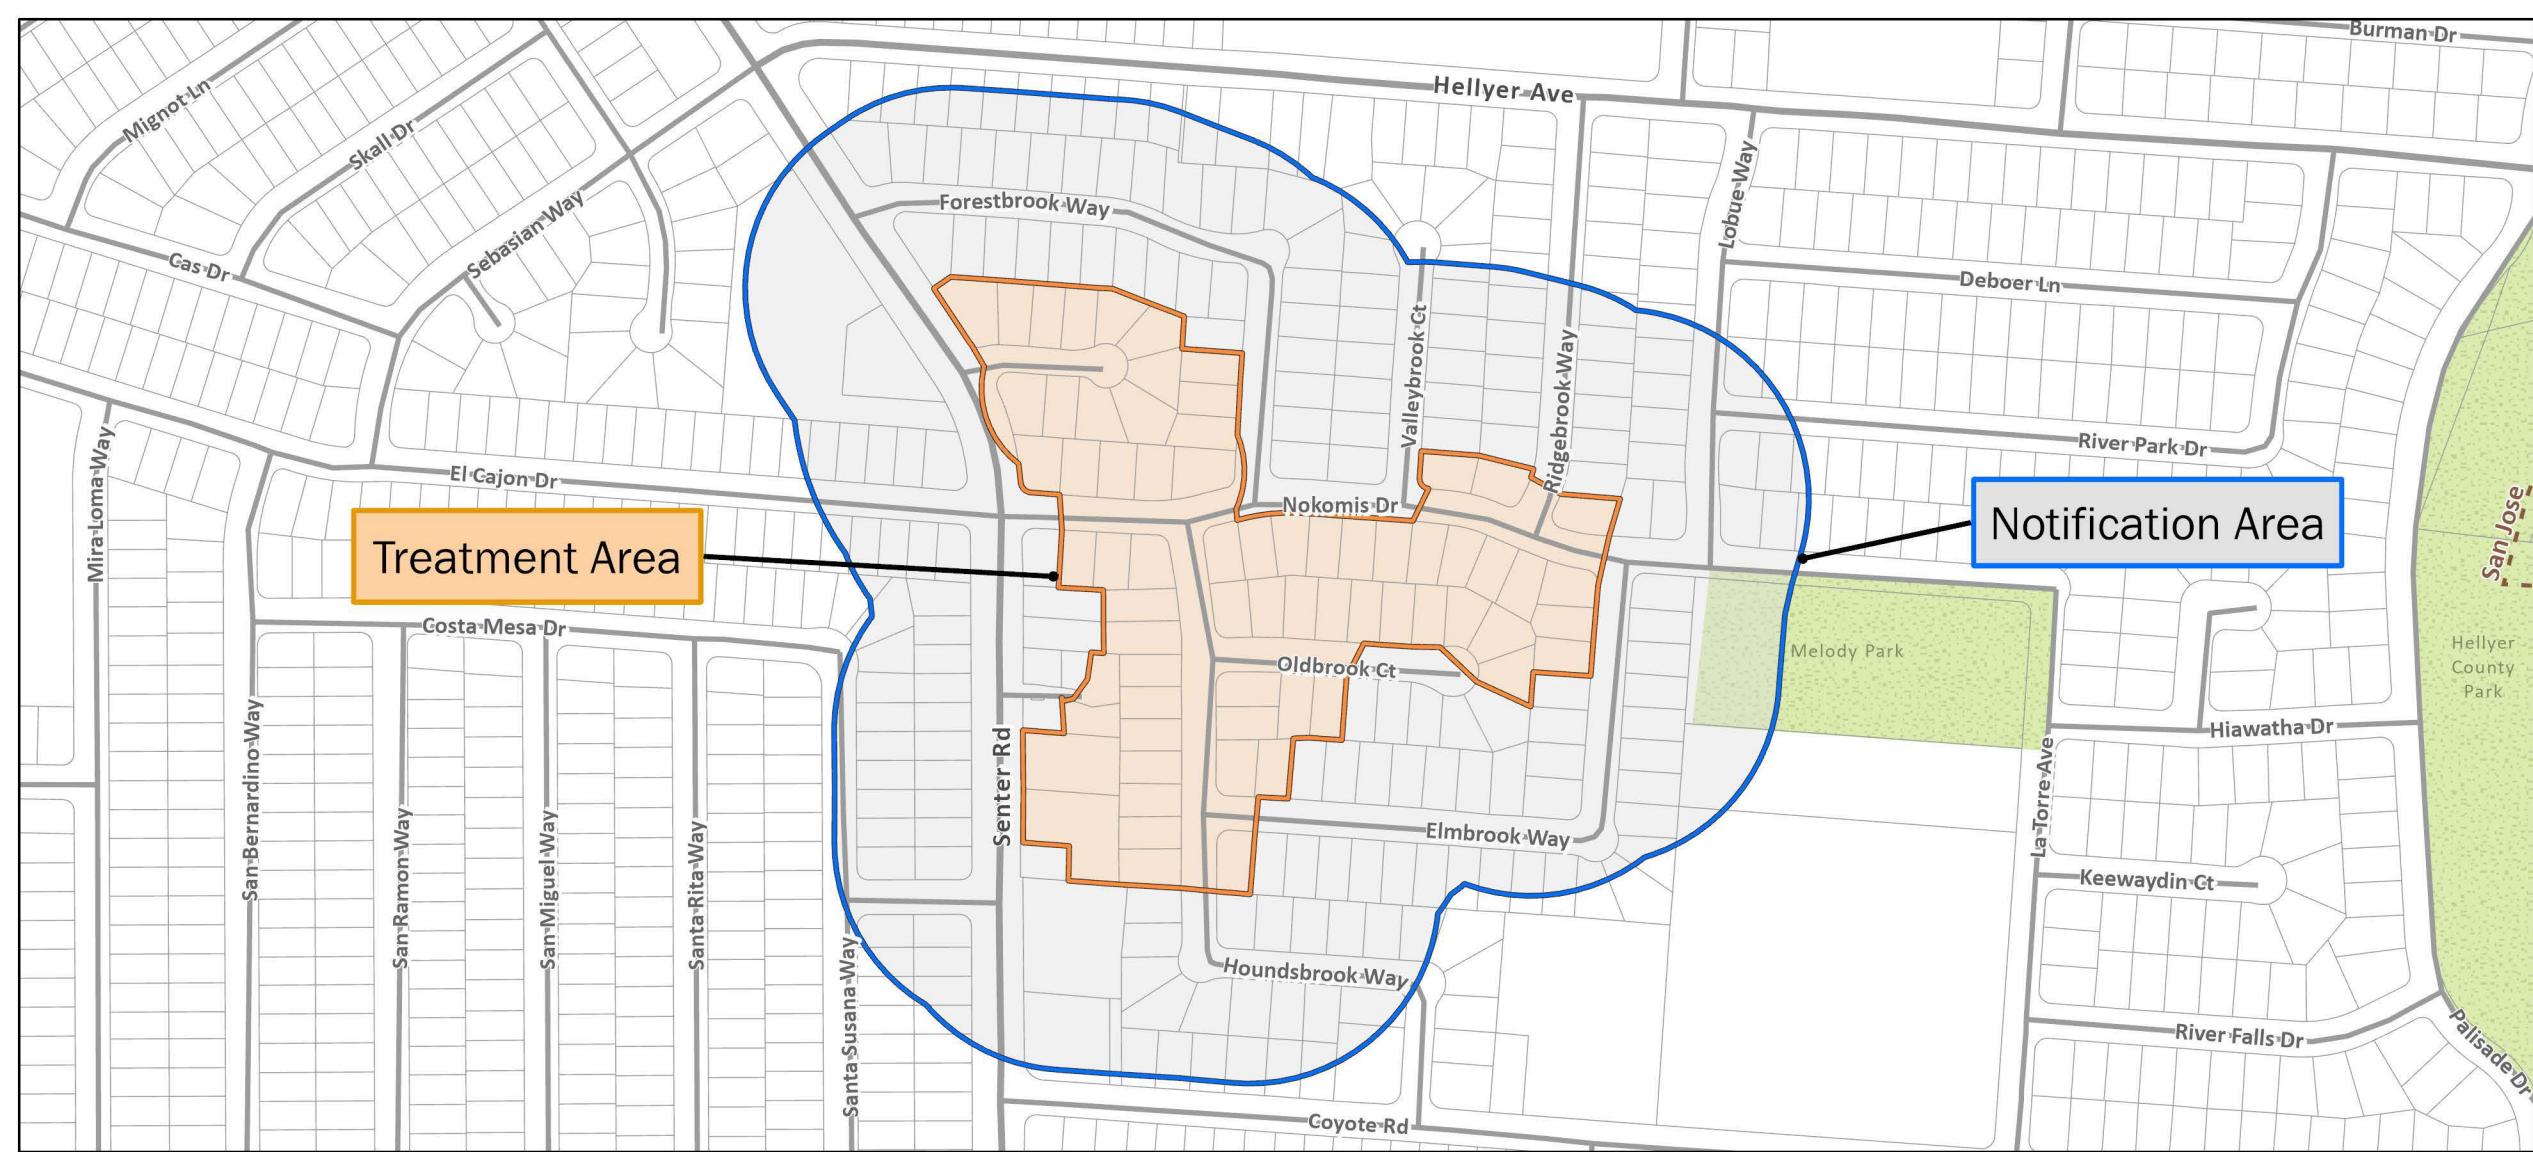 Burman Dr
Hellyer Ave
Mignot Ln
Skall Dr
Sebasian Way
Forestbrook Way
Lobue Way
Cas Dr
Deboer Ln
Valleybrook Ct
Ridgebrook Way
River Park Dr
Mira Loma Way
El Cajon Dr
Nokomis Dr
Notification Area
San Jose
Treatment Area
Costa Mesa Dr
Oldbrook Ct
Melody Park
Hellyer
County
Park
Hiawatha Dr
San Bernardino Way
San Ramon Way
San Miguel Way
Santa Rita Way
Senter Rd
Elmbrook Way
La Torre Ave
Keewaydin Ct
Santa Susana Way
Houndsbrook Way
River Falls Dr
Palisade Dr
Coyote Rd